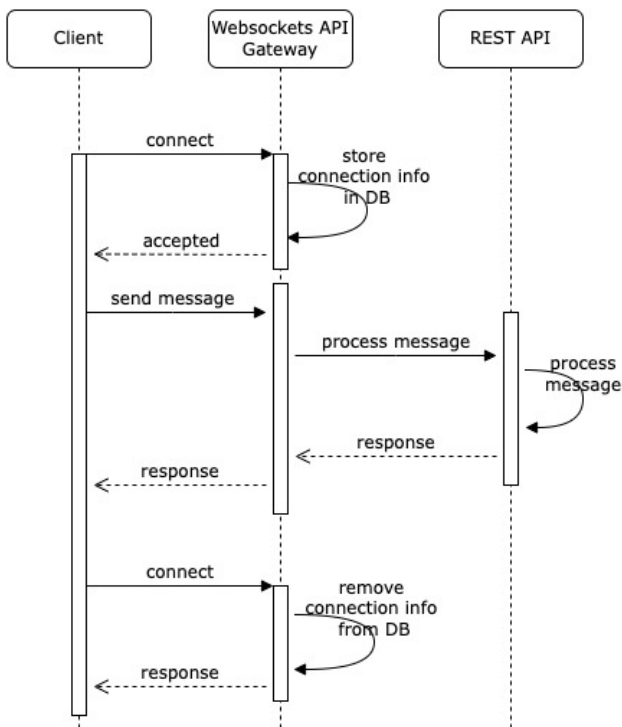 Client
Websockets API
Gateway
REST API
connect
store
connection info
in DB
accepted
send message
process message
process
message
response
response
connect
remove
connection info
from DB
response